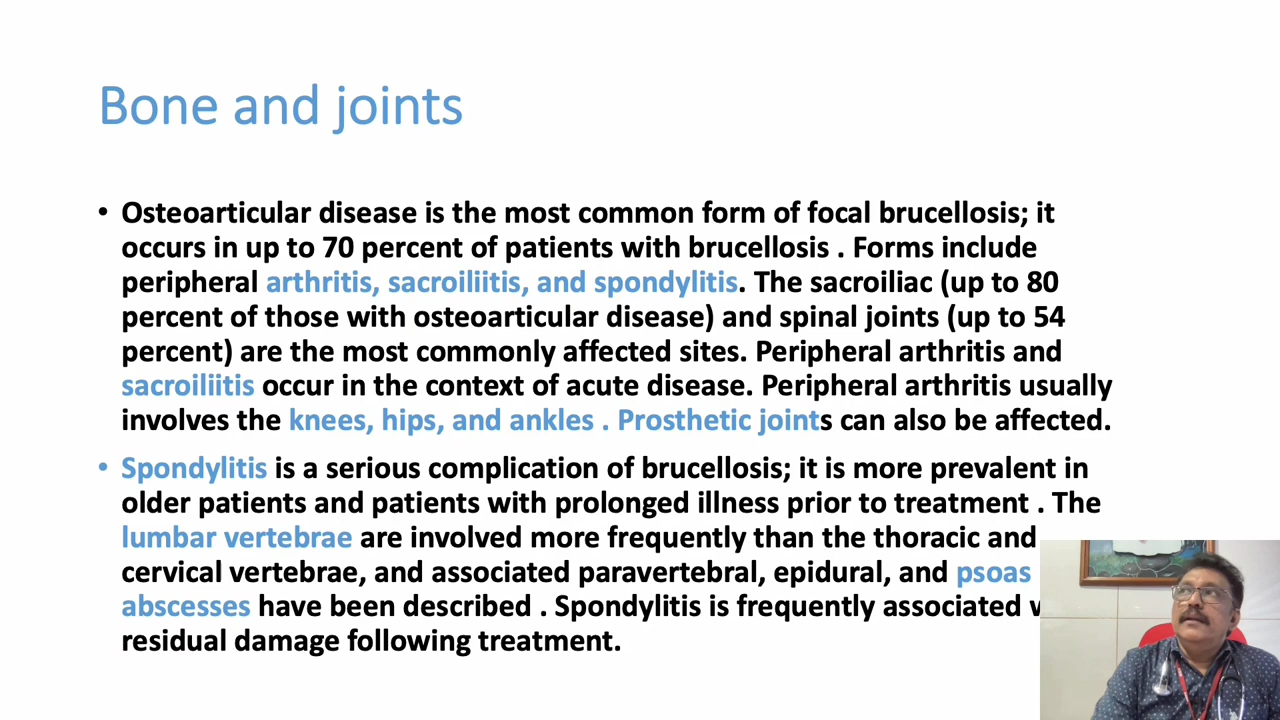 Bone and joints
• Osteoarticular disease is the most common form of focal brucellosis; it
occurs in up to 70 percent of patients with brucellosis . Forms include
peripheral arthritis, sacroiliitis, and spondylitis. The sacroiliac (up to 80
percent of those with osteoarticular disease) and spinal joints (up to 54
percent) are the most commonly affected sites. Peripheral arthritis and
sacroiliitis occur in the context of acute disease. Peripheral arthritis usually
involves the knees, hips, and ankles . Prosthetic joints can also be affected.
• Spondylitis is a serious complication of brucellosis; it is more prevalent in
older patients and patients with prolonged illness prior to treatment . The
lumbar vertebrae are involved more frequently than the thoracic and
cervical vertebrae, and associated paravertebral, epidural, and psoas
abscesses have been described . Spondylitis is frequently associated
residual damage following treatment.